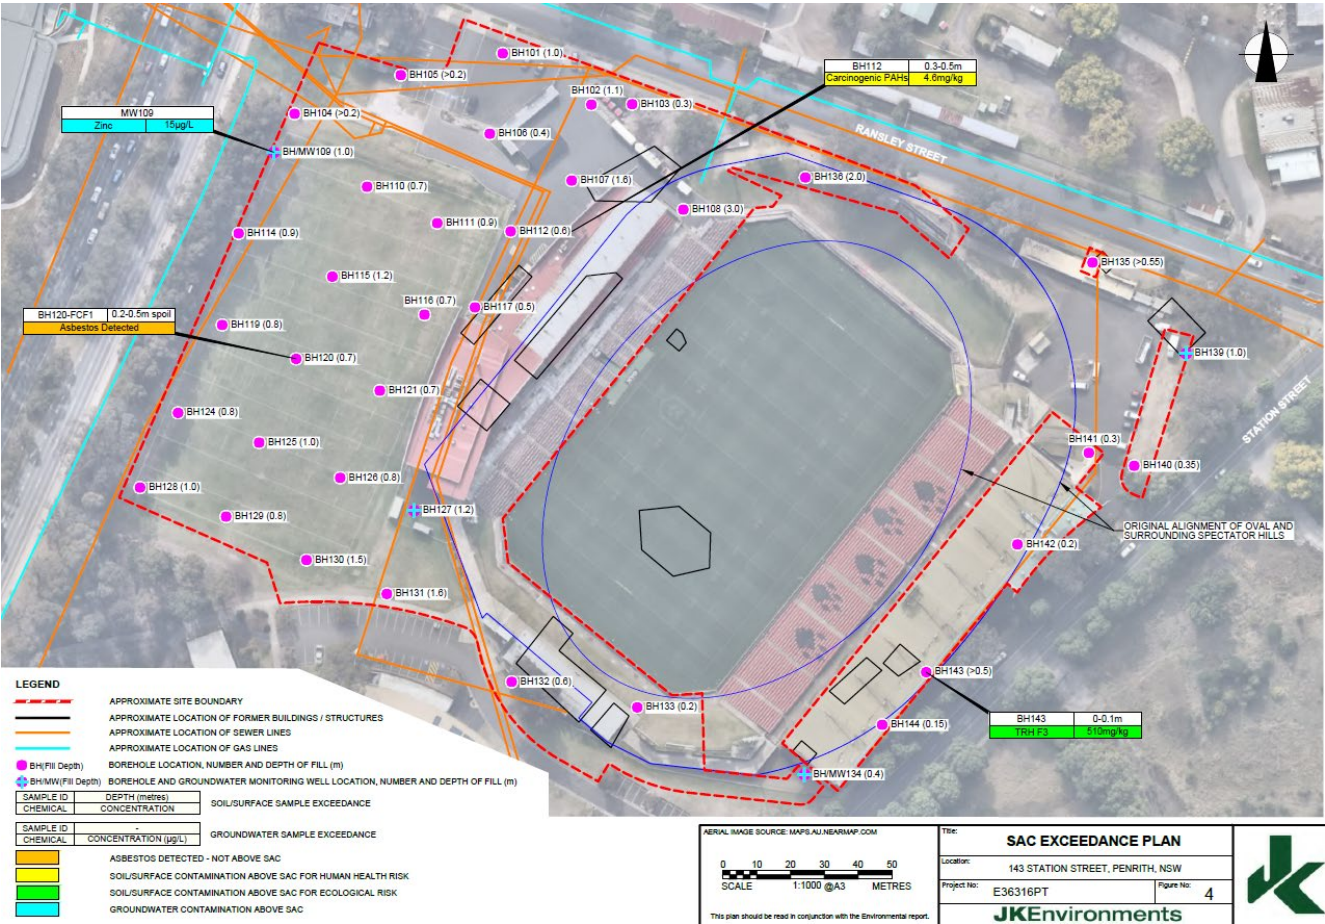 BH101 (1.0)
BH105 (>0.2)
BH112 0.3-0.5m
Carcinogenic PAHs 4.6mg/kg
BH102 (1.1)
BH103 (0.3)
MW109
Zinc 15µg/L
BH104 (>0.2)
BH106 (0.4)
RANSLEY STREET
BH/MW109 (1.0)
BH107 (1.6)
BH136 (2.0)
BH110 (0.7)
BH108 (3.0)
BH111 (0.9)
BH112 (0.6)
BH114 (0.9)
BH135 (>0.55)
BH115 (1.2)
BH116 (0.7)
BH117 (0.5)
BH120-FCF1 0.2-0.5m spoil
Asbestos Detected
BH119 (0.8)
BH120 (0.7)
BH139 (1.0)
BH121 (0.7)
STATION STREET
BH124 (0.8)
BH125 (1.0)
BH141 (0.3)
BH140 (0.35)
BH126 (0.8)
BH128 (1.0)
BH127 (1.2)
BH129 (0.8)
ORIGINAL ALIGNMENT OF OVAL AND
SURROUNDING SPECTATOR HILLS
BH142 (0.2)
BH130 (1.5)
BH131 (1.6)
BH143 (>0.5)
BH132 (0.6)
BH133 (0.2)
BH143 0-0.1m
TRH F3 510mg/kg
BH144 (0.15)
BH/MW134 (0.4)
LEGEND
APPROXIMATE SITE BOUNDARY
APPROXIMATE LOCATION OF FORMER BUILDINGS / STRUCTURES
APPROXIMATE LOCATION OF SEWER LINES
APPROXIMATE LOCATION OF GAS LINES
BH(Fill Depth) BOREHOLE LOCATION, NUMBER AND DEPTH OF FILL (m)
BH/MW(Fill Depth) BOREHOLE AND GROUNDWATER MONITORING WELL LOCATION, NUMBER AND DEPTH OF FILL (m)
SAMPLE ID DEPTH (metres)
CHEMICAL CONCENTRATION
SOIL/SURFACE SAMPLE EXCEEDANCE
SAMPLE ID -
CHEMICAL CONCENTRATION (µg/L)
GROUNDWATER SAMPLE EXCEEDANCE
ASBESTOS DETECTED - NOT ABOVE SAC
SOIL/SURFACE CONTAMINATION ABOVE SAC FOR HUMAN HEALTH RISK
SOIL/SURFACE CONTAMINATION ABOVE SAC FOR ECOLOGICAL RISK
GROUNDWATER CONTAMINATION ABOVE SAC
AERIAL IMAGE SOURCE: MAPS.AU.NEARMAP.COM
0 10 20 30 40 50
SCALE 1:1000 @A3 METRES
This plan should be read in conjunction with the Environmental report.
Title:
SAC EXCEEDANCE PLAN
Location:
143 STATION STREET, PENRITH, NSW
Project No: E36316PT
Figure No: 4
JKEnvironments
JK